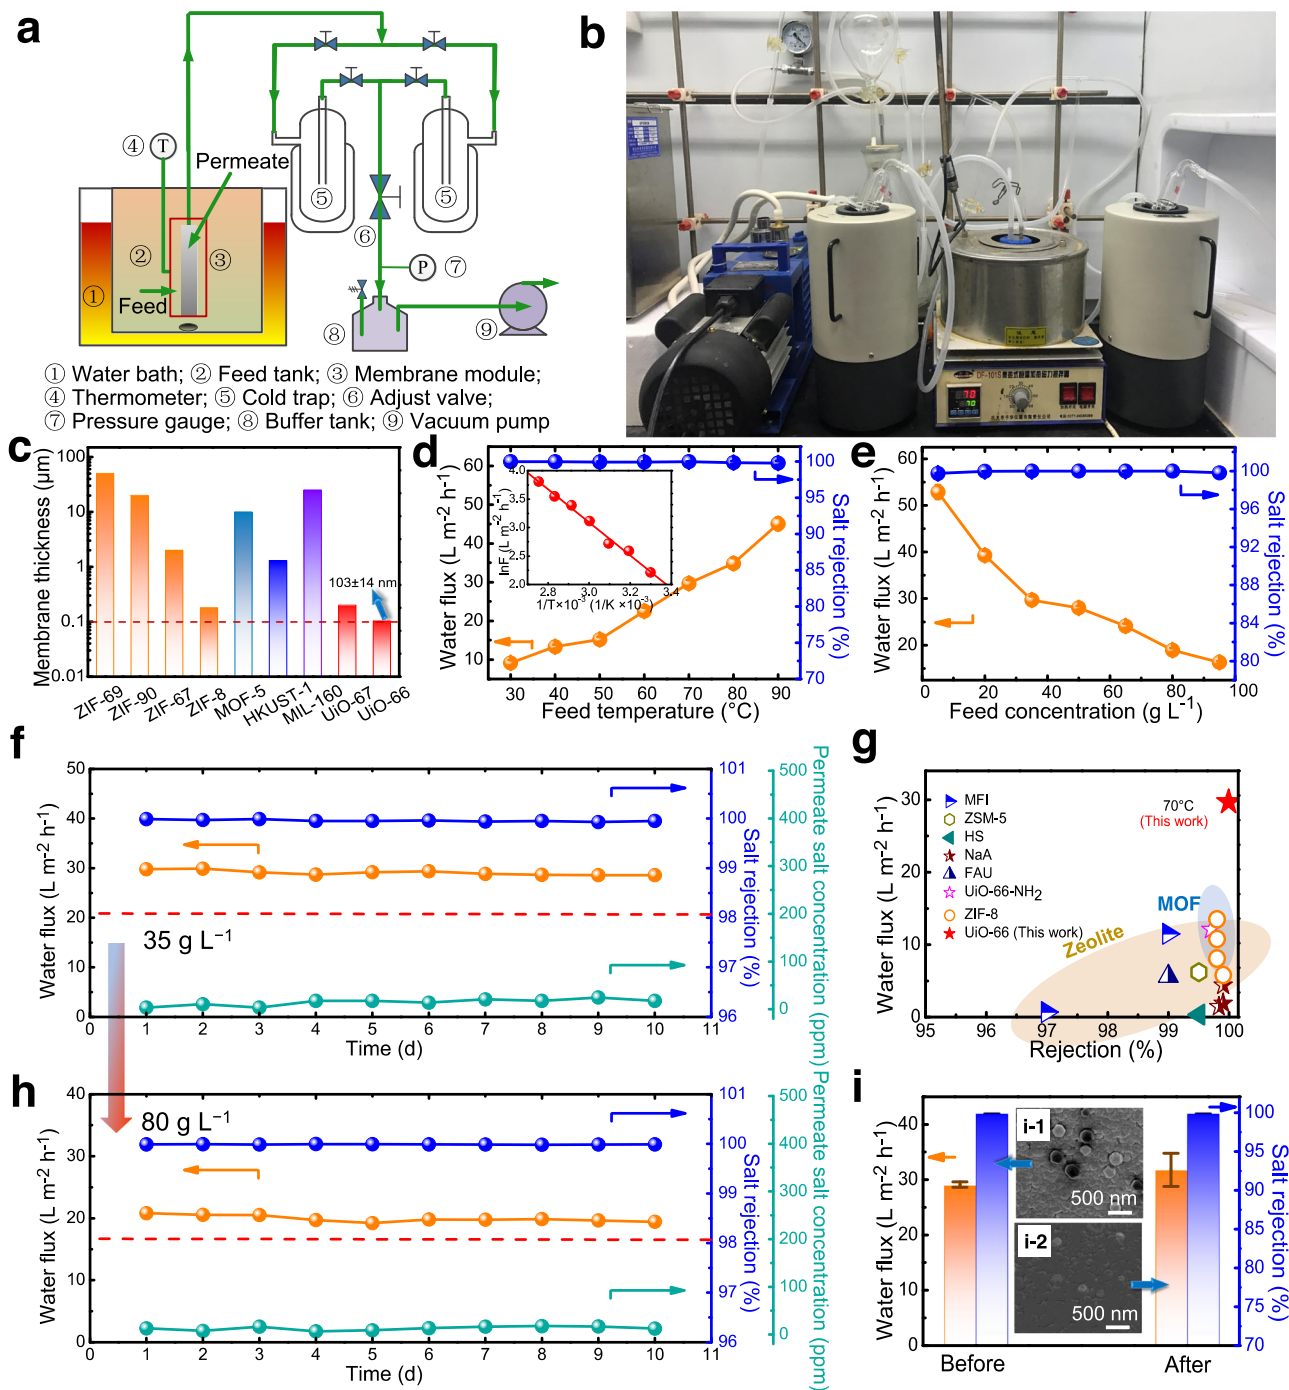 a
b
④ T
Permeate
⑤
⑤
②
③
⑥
①
Feed
P ⑦
⑧
⑨
① Water bath; ② Feed tank; ③ Membrane module;
④ Thermometer; ⑤ Cold trap; ⑥ Adjust valve;
⑦ Pressure gauge; ⑧ Buffer tank; ⑨ Vacuum pump
DF-101S
c
Membrane thickness (μm)
100
10
1
0.1
0.01
103±14 nm
ZIF-69
ZIF-90
ZIF-67
ZIF-8
MOF-5
HKUST-1
MIL-160
UiO-67
UiO-66
d
Water flux (L m⁻² h⁻¹)
60
50
40
30
20
10
lnF (L m⁻² h⁻¹)
4.0
3.5
3.0
2.5
2.0
2.8 3.0 3.2 3.4
1/T×10⁻³ (1/K ×10⁻³)
30 40 50 60 70 80 90
Feed temperature (°C)
100
95
90
85
80
75
70
Salt rejection (%)
e
Water flux (L m⁻² h⁻¹)
60
50
40
30
20
0 20 40 60 80 100
Feed concentration (g L⁻¹)
100
96
92
88
84
80
Salt rejection (%)
f
Water flux (L m⁻² h⁻¹)
50
40
30
20
10
0
35 g L⁻¹
0 1 2 3 4 5 6 7 8 9 10 11
Time (d)
101
100
99
98
97
96
Salt rejection (%)
500
400
300
200
100
0
Permeate salt concentration (ppm)
g
Water flux (L m⁻² h⁻¹)
30
20
10
0
MFI
ZSM-5
HS
NaA
FAU
UiO-66-NH₂
ZIF-8
UiO-66 (This work)
70°C
(This work)
MOF
Zeolite
95 96 97 98 99 100
Rejection (%)
h
Water flux (L m⁻² h⁻¹)
40
30
20
10
0
80 g L⁻¹
0 1 2 3 4 5 6 7 8 9 10 11
Time (d)
101
100
99
98
97
96
Salt rejection (%)
500
400
300
200
100
0
Permeate salt concentration (ppm)
i
Water flux (L m⁻² h⁻¹)
40
30
20
10
0
i-1
500 nm
i-2
500 nm
Before After
100
95
90
85
80
75
70
Salt rejection (%)